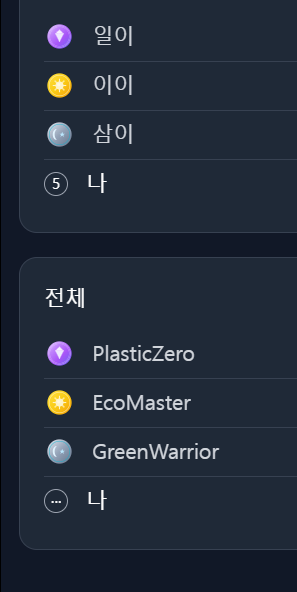 일이
이이
삼이
5 나
전체
PlasticZero
EcoMaster
GreenWarrior
... 나